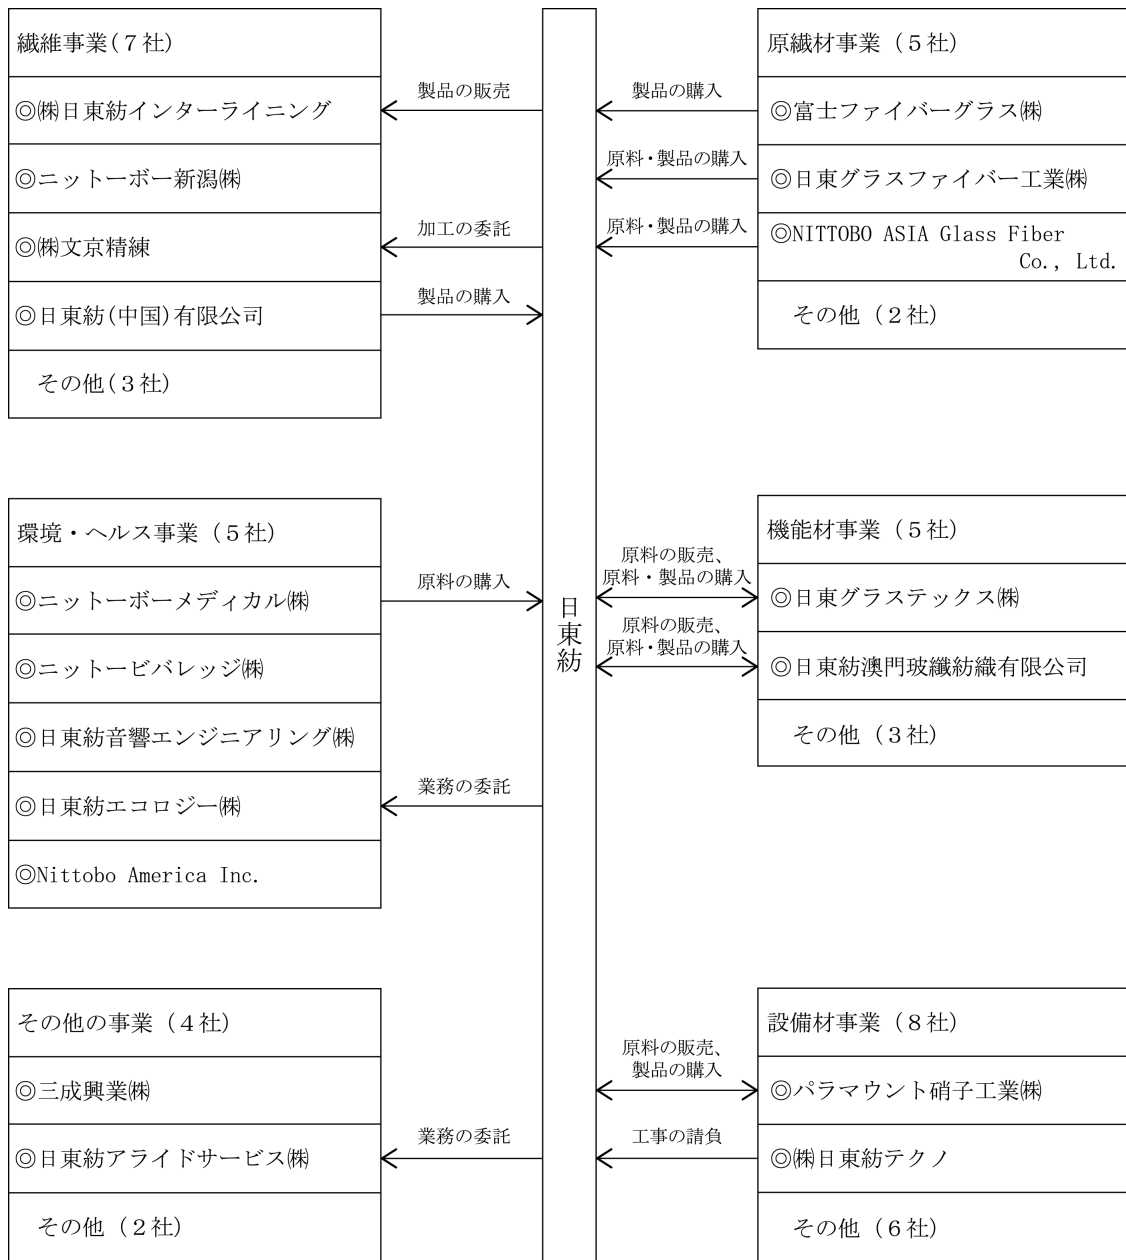 繊維事業(７社)
◎㈱日東紡インターライニング
◎ニットーボー新潟㈱
◎㈱文京精練
◎日東紡(中国)有限公司
その他(３社)
製品の販売
加工の委託
製品の購入
環境・ヘルス事業（５社）
◎ニットーボーメディカル㈱
◎ニットービバレッジ㈱
◎日東紡音響エンジニアリング㈱
◎日東紡エコロジー㈱
◎Nittobo America Inc.
原料の購入
業務の委託
その他の事業（４社）
◎三成興業㈱
◎日東紡アライドサービス㈱
その他（２社）
業務の委託
日東紡
製品の購入
原料・製品の購入
原料・製品の購入
原繊材事業（５社）
◎富士ファイバーグラス㈱
◎日東グラスファイバー工業㈱
◎NITTOBO ASIA Glass Fiber
Co., Ltd.
その他（２社）
原料の販売、
原料・製品の購入
原料の販売、
原料・製品の購入
機能材事業（５社）
◎日東グラステックス㈱
◎日東紡澳門玻纖紡織有限公司
その他（３社）
原料の販売、
製品の購入
工事の請負
設備材事業（８社）
◎パラマウント硝子工業㈱
◎㈱日東紡テクノ
その他（６社）